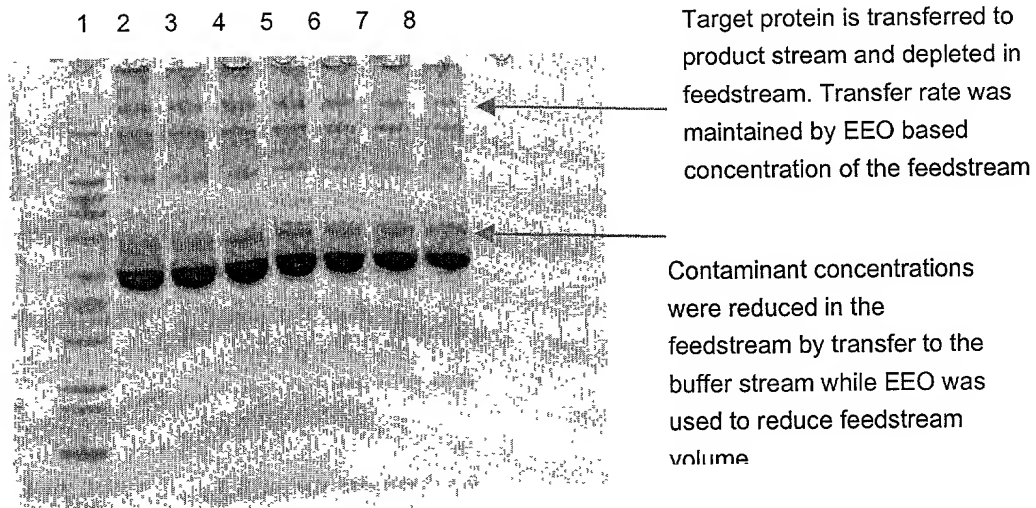 1 2 3 4 5 6 7 8
Target protein is transferred to
product stream and depleted in
feedstream. Transfer rate was
maintained by EEO based
concentration of the feedstream
Contaminant concentrations
were reduced in the
feedstream by transfer to the
buffer stream while EEO was
used to reduce feedstream
volume